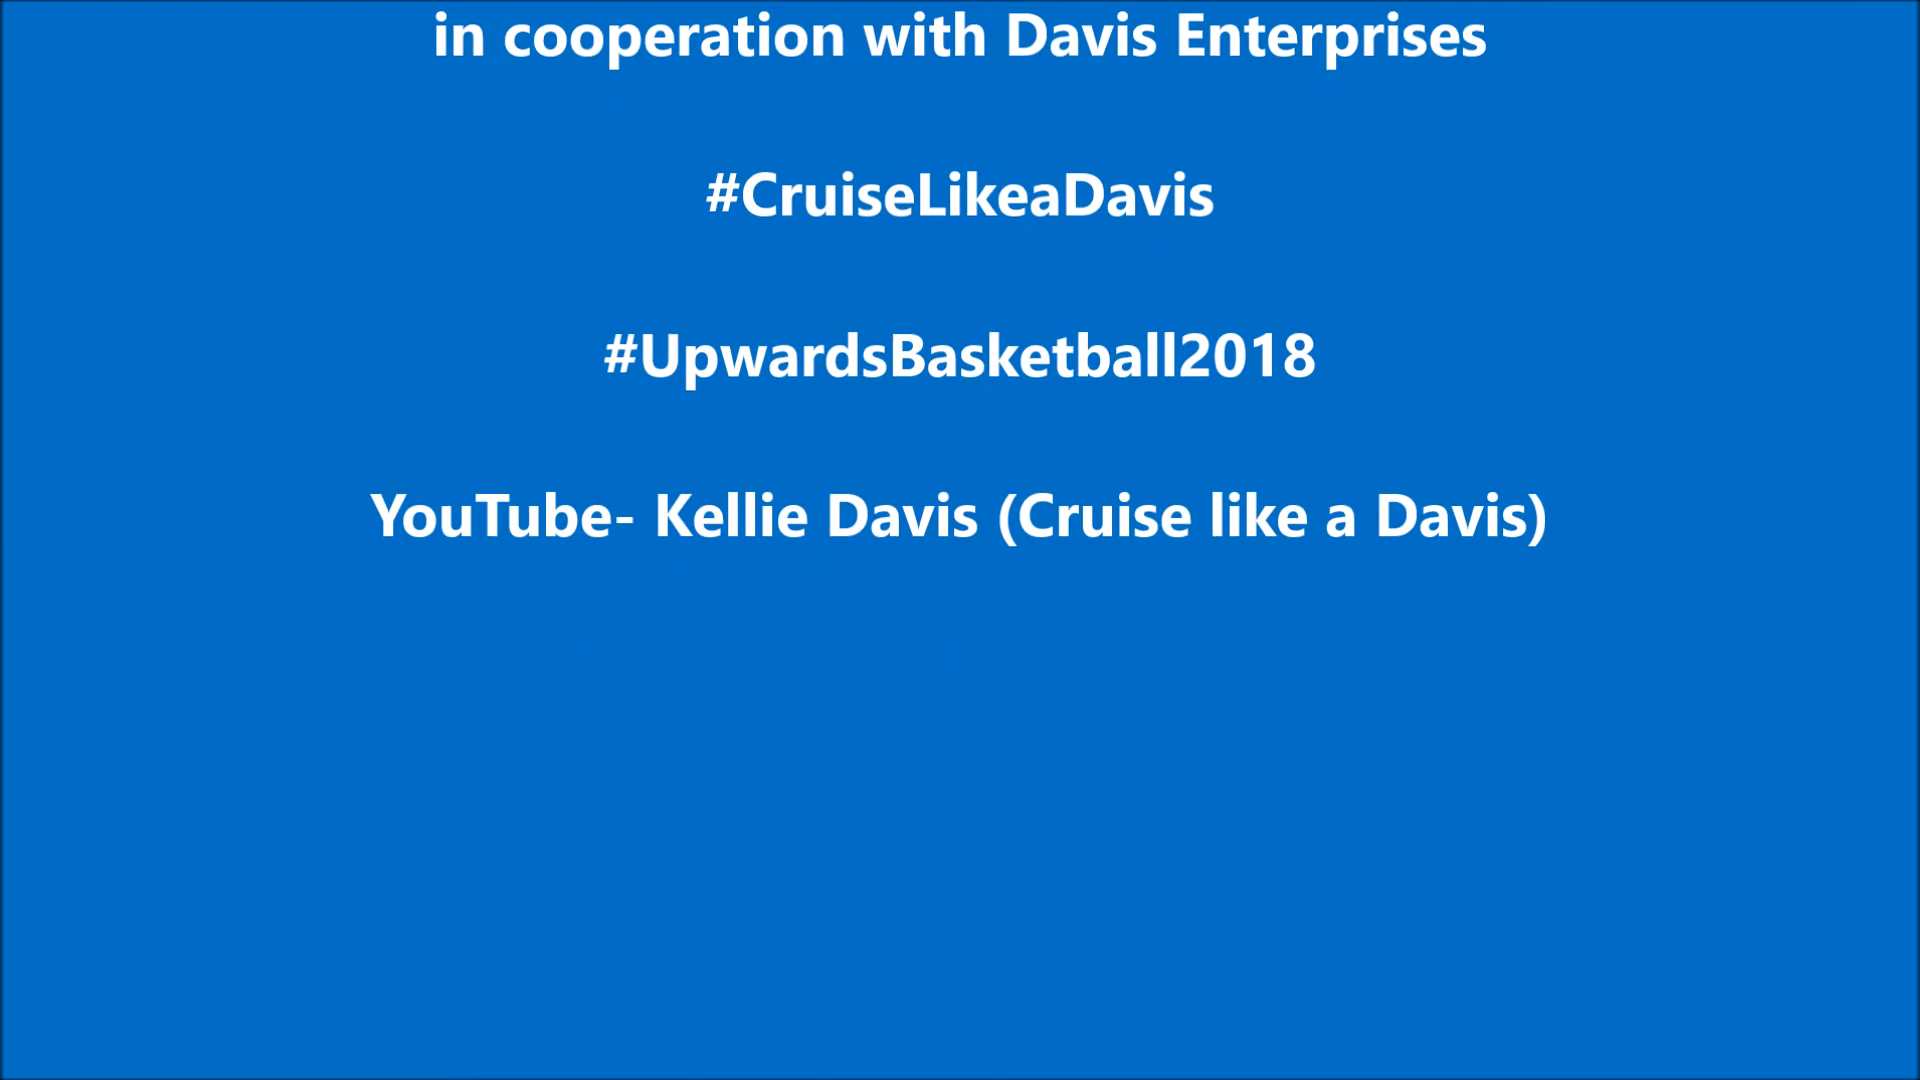 in cooperation with Davis Enterprises
#CruiseLikeaDavis
#UpwardsBasketball2018
YouTube- Kellie Davis (Cruise like a Davis)